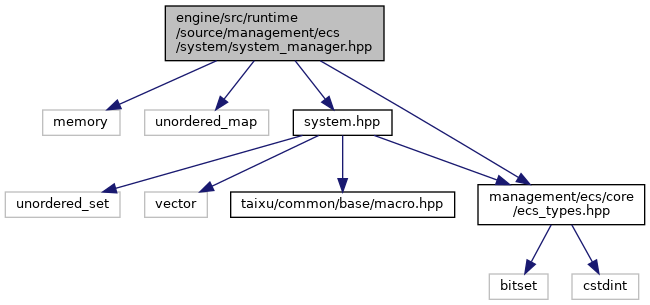 engine/src/runtime
/source/management/ecs
/system/system_manager.hpp
memory
unordered_map
system.hpp
unordered_set
vector
taixu/common/base/macro.hpp
management/ecs/core
/ecs_types.hpp
bitset
cstdint